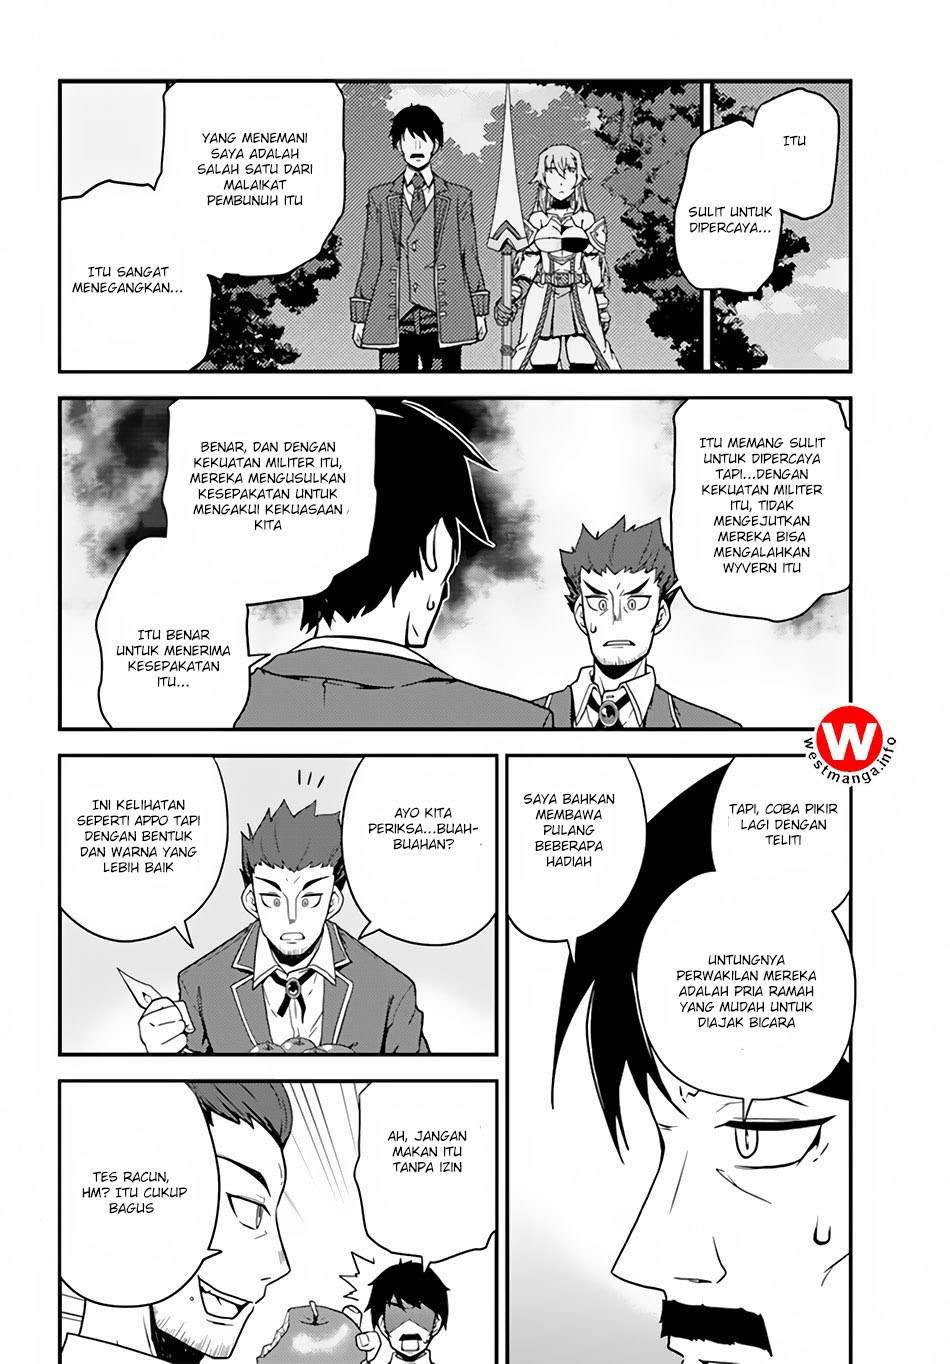 ITU
SULIT UNTUK
DIPERCAYA...
YANG MENEMANI
SAYA ADALAH
SALAH SATU DARI
MALAIKAT
PEMBUNUH ITU
ITU SANGAT
MENEGANGKAN...
ITU MEMANG SULIT
UNTUK DIPERCAYA
TAPI...DENGAN
KEKUATAN MILITER
ITU, TIDAK
MENGEJUTKAN
MEREKA BISA
MENGALAHKAN
WYVERN ITU
BENAR, DAN DENGAN
KEKUATAN MILITER ITU,
MEREKA MENGUSULKAN
KESEPAKATAN UNTUK
MENGAKUI KEKUASAAN
KITA
ITU BENAR
UNTUK MENERIMA
KESEPAKATAN
ITU...
W
westmanga.info
TAPI, COBA PIKIR
LAGI DENGAN
TELITI
UNTUNGNYA
PERWAKILAN MEREKA
ADALAH PRIA RAMAH
YANG MUDAH UNTUK
DIAJAK BICARA
SAYA BAHKAN
MEMBAWA
PULANG
BEBERAPA
HADIAH
AYO KITA
PERIKSA...BUAH-
BUAHAN?
INI KELIHATAN
SEPERTI APPO TAPI
DENGAN BENTUK
DAN WARNA YANG
LEBIH BAIK
AH, JANGAN
MAKAN ITU
TANPA IZIN
TES RACUN,
HM? ITU CUKUP
BAGUS